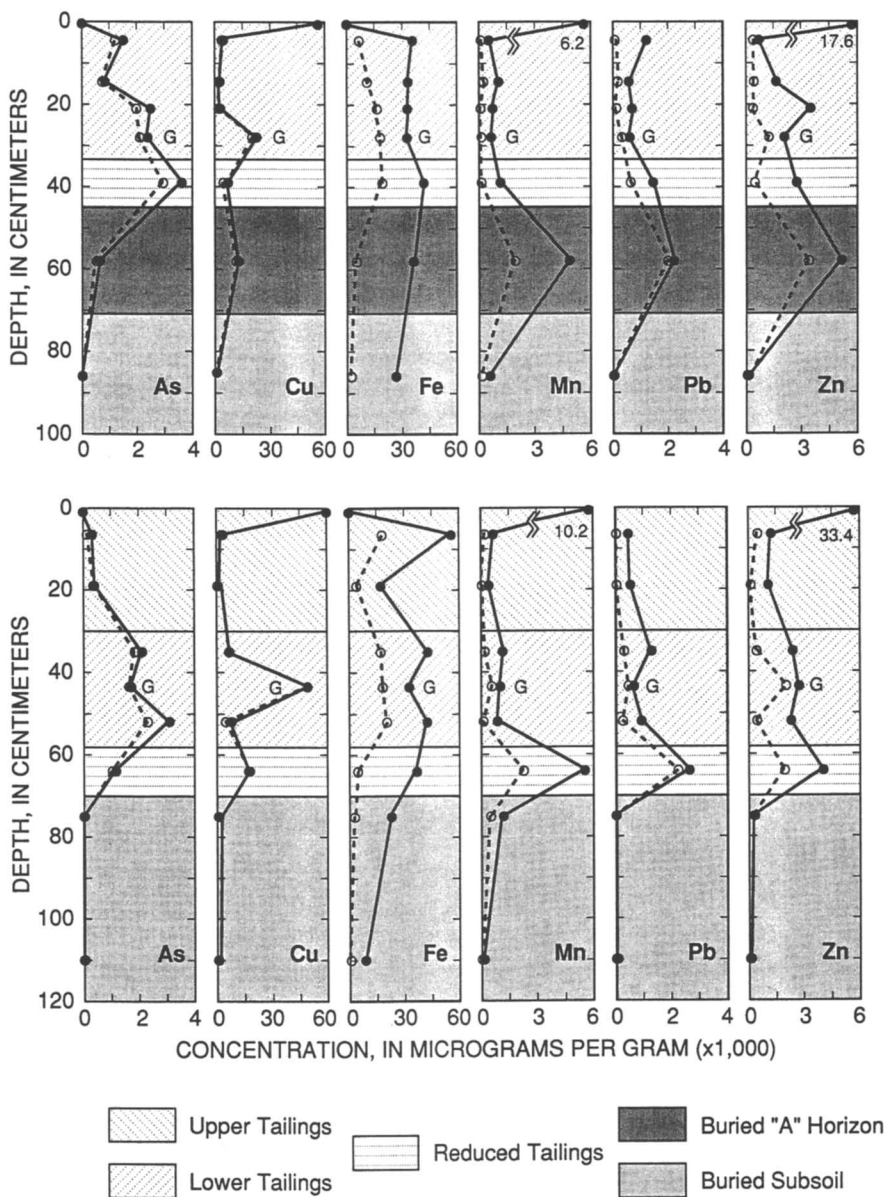 0
20
40
60
80
100
DEPTH, IN CENTIMETERS
G
G
G
G
G
G
6.2
17.6
As
Cu
Fe
Mn
Pb
Zn
0 2 4
0 30 60
0 30 60
0 3 6
0 2 4
0 3 6
0
20
40
60
80
100
120
DEPTH, IN CENTIMETERS
10.2
33.4
G
G
G
G
G
G
As
Cu
Fe
Mn
Pb
Zn
0 2 4
0 30 60
0 30 60
0 3 6
0 2 4
0 3 6
CONCENTRATION, IN MICROGRAMS PER GRAM (x1,000)
Upper Tailings
Lower Tailings
Reduced Tailings
Buried "A" Horizon
Buried Subsoil